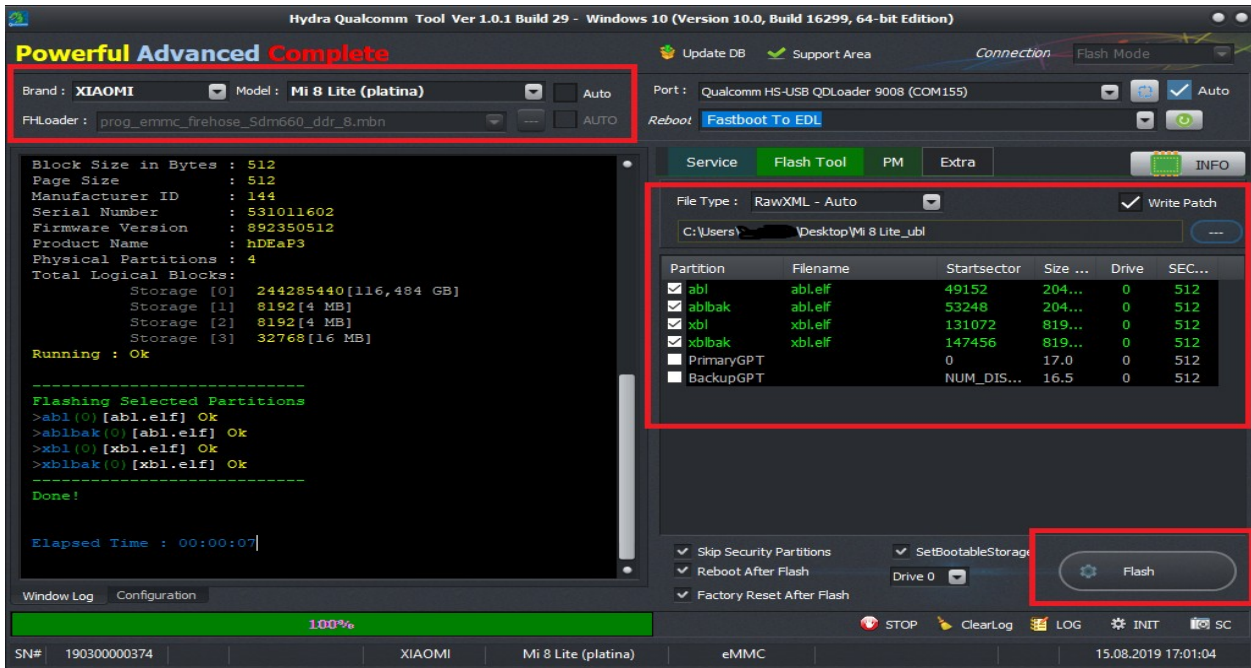 Hydra Qualcomm Tool Ver 1.0.1 Build 29 - Windows 10 (Version 10.0, Build 16299, 64-bit Edition)
Powerful Advanced Complete
Update DB Support Area Connection Flash Mode
Brand : XIAOMI Model : Mi 8 Lite (platina) Auto
FHLoader : prog_emmc_firehose_Sdm660_ddr_8.mbn --- AUTO
Port : Qualcomm HS-USB QDLoader 9008 (COM155) Auto
Reboot Fastboot To EDL
Block Size in Bytes : 512
Page Size : 512
Manufacturer ID : 144
Serial Number : 531011602
Firmware Version : 892350512
Product Name : hDEaP3
Physical Partitions : 4
Total Logical Blocks:
Storage [0] 244285440[116,484 GB]
Storage [1] 8192[4 MB]
Storage [2] 8192[4 MB]
Storage [3] 32768[16 MB]
Running : Ok
-----------------------------
Flashing Selected Partitions
>abl(0)[abl.elf] Ok
>ablbak(0)[abl.elf] Ok
>xbl(0)[xbl.elf] Ok
>xblbak(0)[xbl.elf] Ok
-----------------------------
Done!
Elapsed Time : 00:00:07
Window Log Configuration
Service Flash Tool PM Extra INFO
File Type : RawXML - Auto Write Patch
C:\Users\ \Desktop\Mi 8 Lite_ubl ---
Partition Filename Startsector Size ... Drive SEC...
abl abl.elf 49152 204... 0 512
ablbak abl.elf 53248 204... 0 512
xbl xbl.elf 131072 819... 0 512
xblbak xbl.elf 147456 819... 0 512
PrimaryGPT 0 17.0 0 512
BackupGPT NUM_DIS... 16.5 0 512
Skip Security Partitions SetBootableStorage
Reboot After Flash Drive 0 Flash
Factory Reset After Flash
100% STOP ClearLog LOG INIT SC
SN# 190300000374 XIAOMI Mi 8 Lite (platina) eMMC 15.08.2019 17:01:04